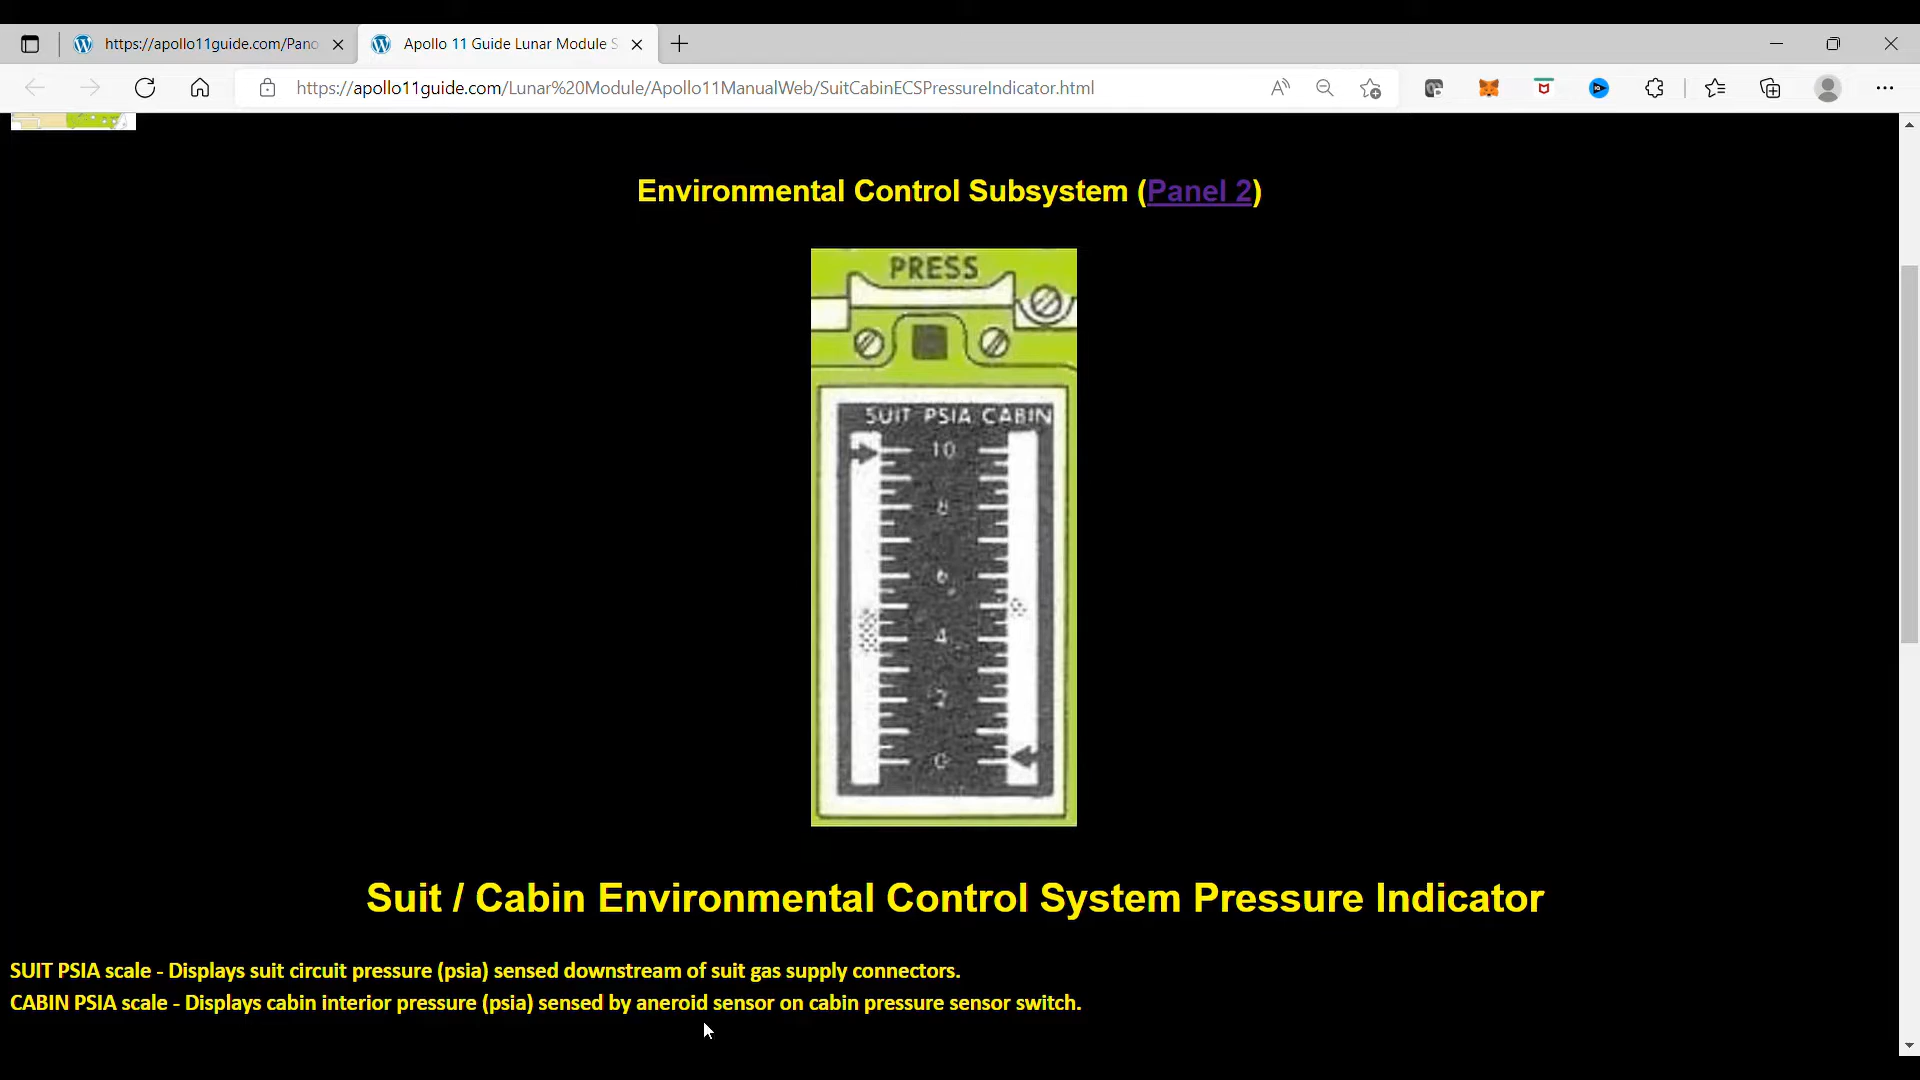 https://apollo11guide.com/Pano
Apollo 11 Guide Lunar Module S
https://apollo11guide.com/Lunar%20Module/Apollo11ManualWeb/SuitCabinECSPressureIndicator.html
Environmental Control Subsystem (Panel 2)
PRESS
SUIT PSIA CABIN
10
8
6
4
2
0
Suit / Cabin Environmental Control System Pressure Indicator
SUIT PSIA scale - Displays suit circuit pressure (psia) sensed downstream of suit gas supply connectors.
CABIN PSIA scale - Displays cabin interior pressure (psia) sensed by aneroid sensor on cabin pressure sensor switch.